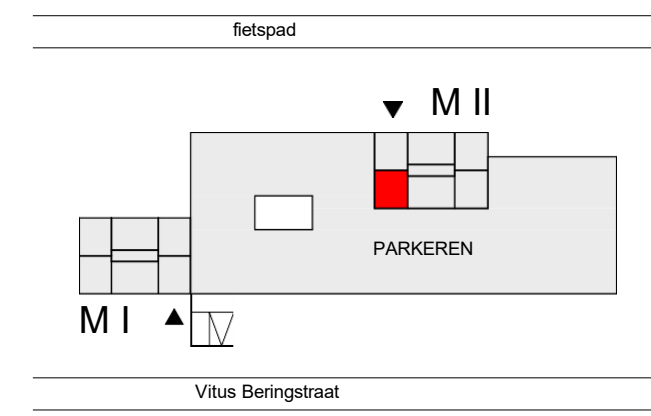 fietspad
M II
PARKEREN
M I
Vitus Beringstraat